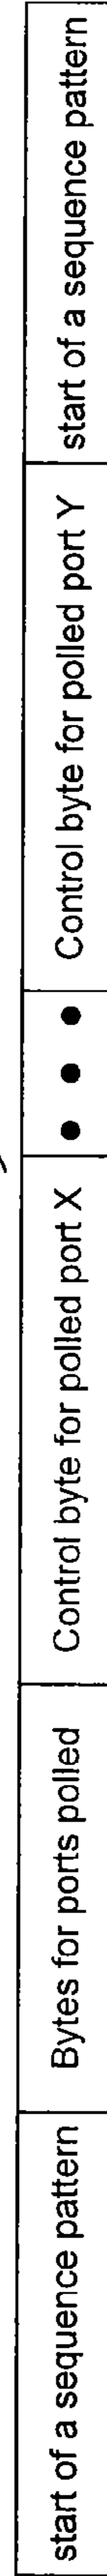 start of a sequence pattern
Bytes for ports polled
Control byte for polled port X
• • •
Control byte for polled port Y
start of a sequence pattern